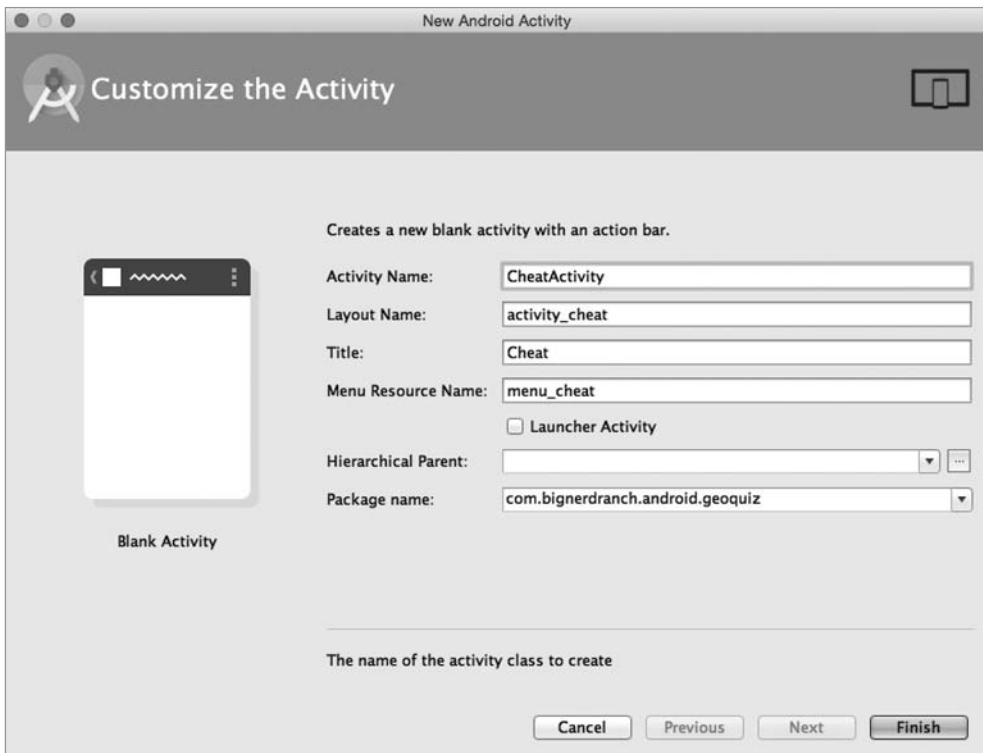 New Android Activity
Customize the Activity
Creates a new blank activity with an action bar.
Activity Name: CheatActivity
Layout Name: activity_cheat
Title: Cheat
Menu Resource Name: menu_cheat
Launcher Activity
Hierarchical Parent:
...
Package name: com.bignerdranch.android.geoquiz
Blank Activity
The name of the activity class to create
Cancel Previous Next Finish